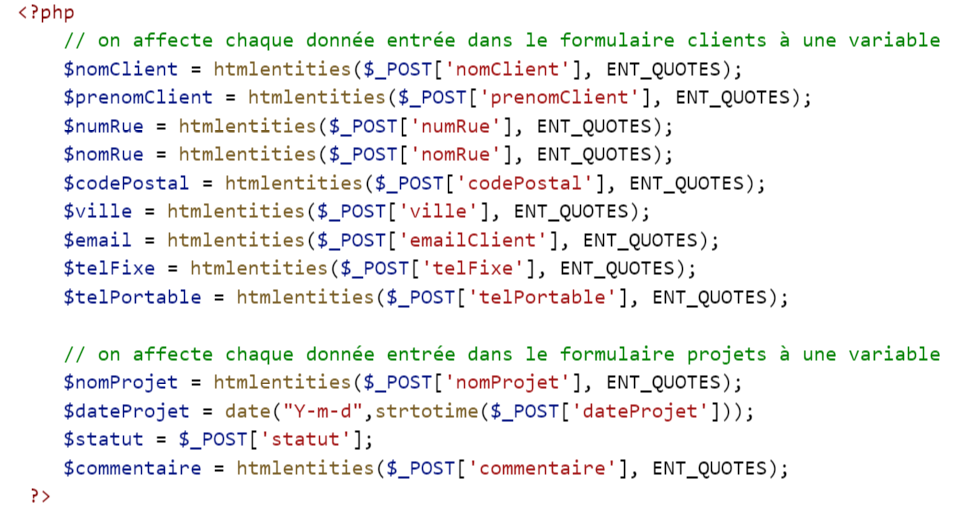 <?php
// on affecte chaque donnée entrée dans le formulaire clients à une variable
$nomClient = htmlentities($_POST['nomClient'], ENT_QUOTES);
$prenomClient = htmlentities($_POST['prenomClient'], ENT_QUOTES);
$numRue = htmlentities($_POST['numRue'], ENT_QUOTES);
$nomRue = htmlentities($_POST['nomRue'], ENT_QUOTES);
$codePostal = htmlentities($_POST['codePostal'], ENT_QUOTES);
$ville = htmlentities($_POST['ville'], ENT_QUOTES);
$email = htmlentities($_POST['emailClient'], ENT_QUOTES);
$telFixe = htmlentities($_POST['telFixe'], ENT_QUOTES);
$telPortable = htmlentities($_POST['telPortable'], ENT_QUOTES);
// on affecte chaque donnée entrée dans le formulaire projets à une variable
$nomProjet = htmlentities($_POST['nomProjet'], ENT_QUOTES);
$dateProjet = date("Y-m-d",strtotime($_POST['dateProjet']));
$statut = $_POST['statut'];
$commentaire = htmlentities($_POST['commentaire'], ENT_QUOTES);
?>